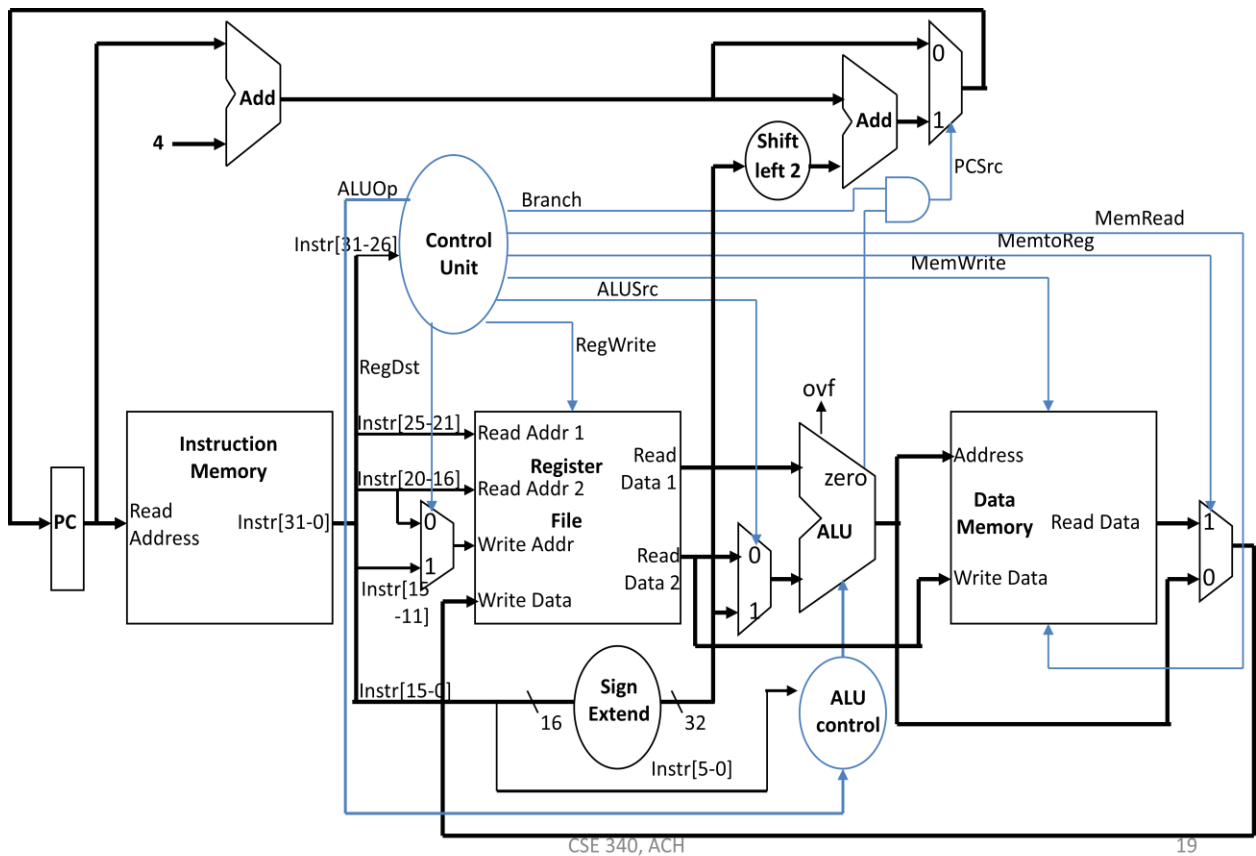 0
Add
Add
4
1
Shift
left 2
PCSrc
ALUOp
Branch
MemRead
Instr[31-26]
Control
Unit
MemtoReg
MemWrite
ALUSrc
RegWrite
RegDst
ovf
Instruction
Memory
Instr[25-21]
Read Addr 1
Register
File
Read
Data 1
zero
Address
Instr[20-16]
Read Addr 2
PC
Read
Address
Instr[31-0]
0
1
Write Addr
ALU
Data
Memory
Read Data
1
0
Read
Data 2
0
1
Instr[15
-11]
Write Data
Write Data
Instr[15-0]
16
Sign
Extend
32
ALU
control
Instr[5-0]
CSE 340, ACH
19